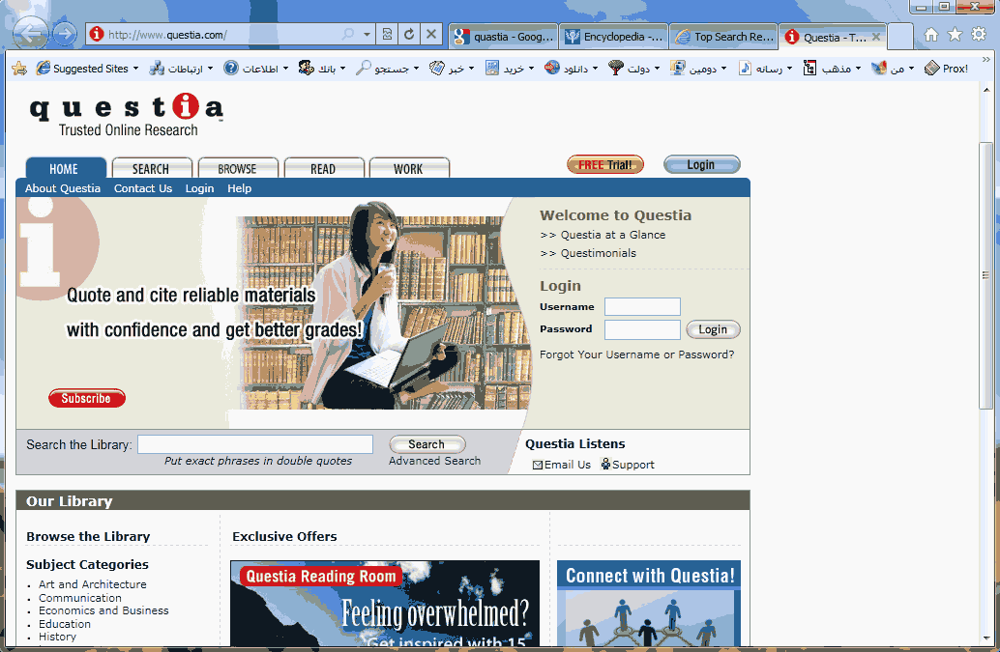 http://www.questia.com/
quastia - Goog...
Encyclopedia -...
Top Search Re...
Questia - T...
Suggested Sites
ارتباطات
اطلاعات
بانك
جستجو
خبر
خريد
دانلود
دولت
دومين
رسانه
مذهب
من
Prox!
questia
Trusted Online Research
HOME
SEARCH
BROWSE
READ
WORK
FREE Trial!
Login
About Questia
Contact Us
Login
Help
Quote and cite reliable materials
with confidence and get better grades!
Subscribe
Welcome to Questia
>> Questia at a Glance
>> Questimonials
Login
Username
Password
Login
Forgot Your Username or Password?
Search the Library:
Search
Put exact phrases in double quotes
Advanced Search
Questia Listens
Email Us
Support
Our Library
Browse the Library
Subject Categories
Art and Architecture
Communication
Economics and Business
Education
History
Exclusive Offers
Questia Reading Room
Feeling overwhelmed?
Get inspired with 15
Connect with Questia!